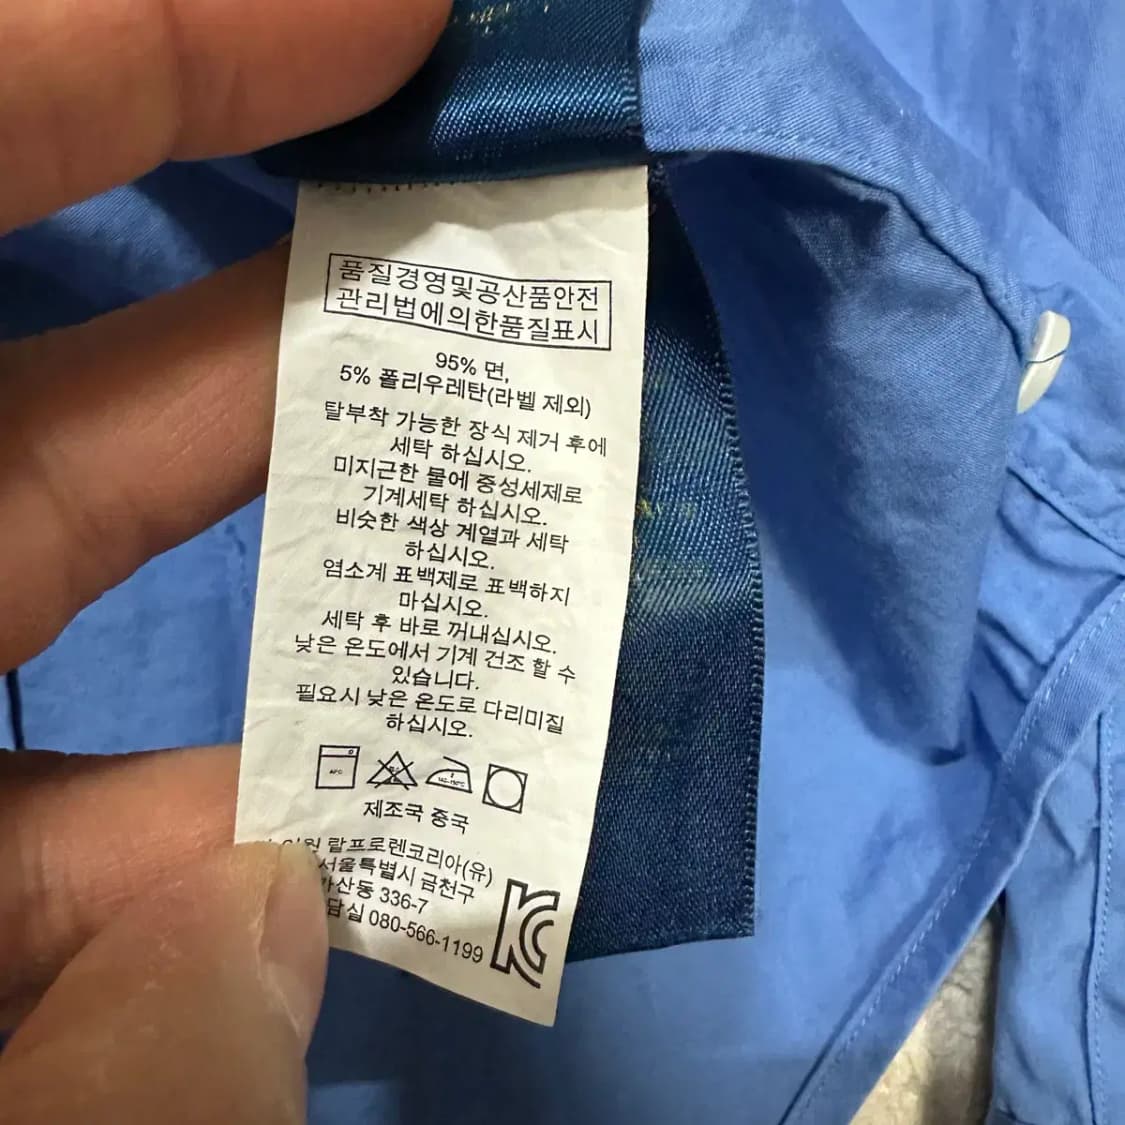 품질경영및공산품안전
관리법에의한품질표시
95% 면,
5% 폴리우레탄(라벨 제외)
탈부착 가능한 장식 제거 후에
세탁 하십시오.
미지근한 물에 중성세제로
기계세탁 하십시오.
비슷한 색상 계열과 세탁
하십시오.
염소계 표백제로 표백하지
마십시오.
세탁 후 바로 꺼내십시오.
낮은 온도에서 기계 건조 할 수
있습니다.
필요시 낮은 온도로 다리미질
하십시오.
제조국 중국
랄프로렌코리아(유)
서울특별시 금천구
가산동 336-7
080-566-1199
KC